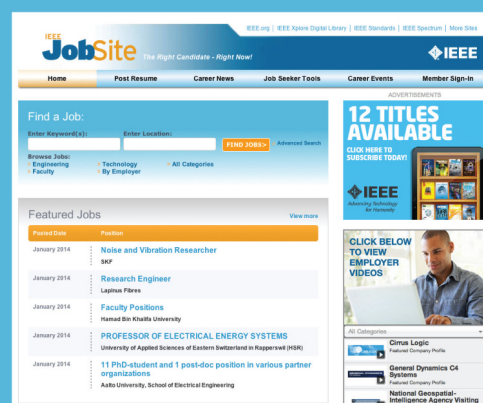 IEEE.org | IEEE Xplore Digital Library | IEEE Standards | IEEE Spectrum | More Sites
IEEE
JobSite The Right Candidate - Right Now!
IEEE
Home Post Resume Career News Job Seeker Tools Career Events Member Sign-In
ADVERTISEMENTS
Find a Job:
Enter Keyword(s): Enter Location:
FIND JOBS> Advanced Search
Browse Jobs:
Engineering Technology All Categories
Faculty By Employer
12 TITLES
AVAILABLE
CLICK HERE TO
SUBSCRIBE TODAY!
IEEE
Advancing Technology
for Humanity
Featured Jobs View more
Posted Date Position
January 2014 Noise and Vibration Researcher
SKF
January 2014 Research Engineer
Lapinus Fibres
January 2014 Faculty Positions
Hamad Bin Khalifa University
January 2014 PROFESSOR OF ELECTRICAL ENERGY SYSTEMS
University of Applied Sciences of Eastern Switzerland in Rapperswil (HSR)
January 2014 11 PhD-student and 1 post-doc position in various partner
organizations
Aalto University, School of Electrical Engineering
CLICK BELOW
TO VIEW
EMPLOYER
VIDEOS
All Categories
Cirrus Logic
Featured Company Profile
General Dynamics C4
Systems
Featured Company Profile
National Geospatial-
Intelligence Agency Visiting